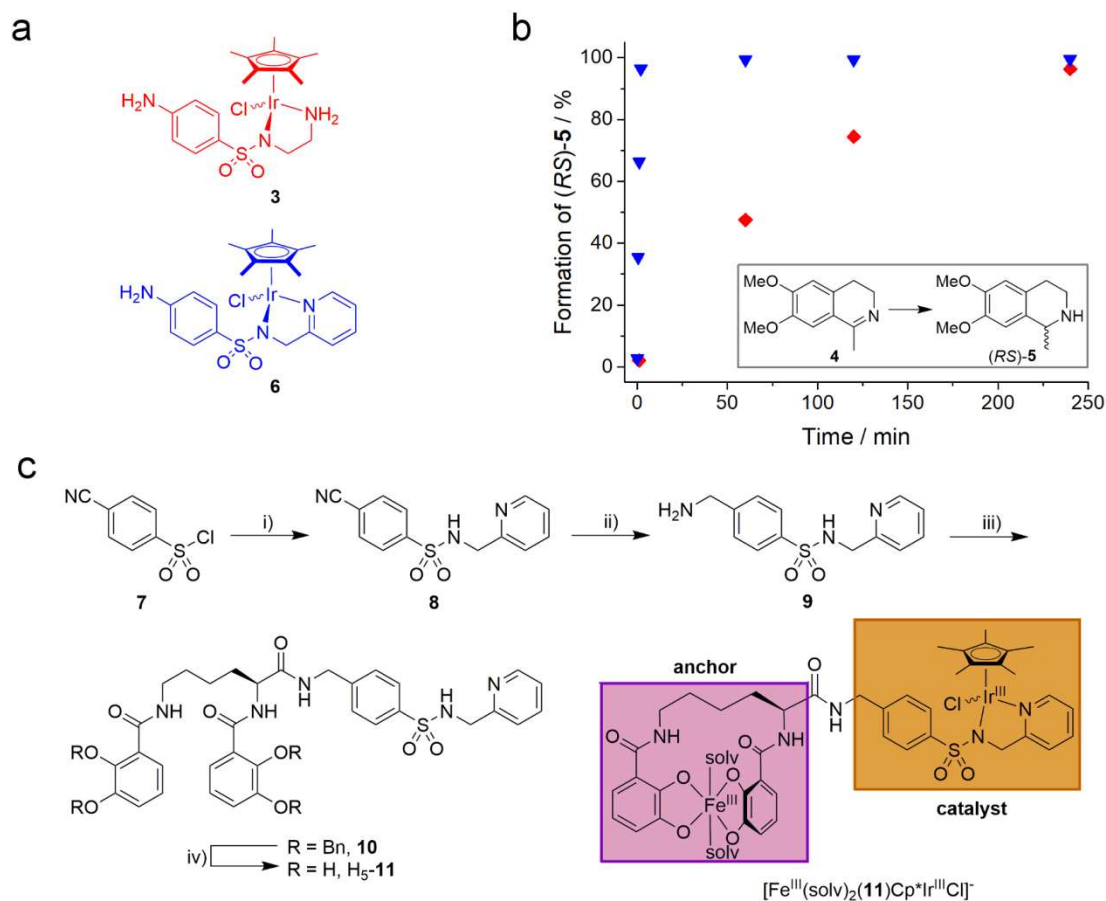 a
H₂N
Cl
Ir
NH₂
N
S
O O
3
H₂N
Cl
Ir
N
N
S
O O
6
b
Formation of (RS)-5 / %
100
80
60
40
20
0
MeO
MeO
N
4
MeO
MeO
NH
(RS)-5
0 50 100 150 200 250
Time / min
c
NC
Cl
S
O O
7
i)
NC
H
N
N
S
O O
8
ii)
H₂N
H
N
N
S
O O
9
iii)
O
N
H
O
NH
O
NH
RO
RO
OR
OR
H
N
N
S
O O
iv)
R = Bn, 10
R = H, H₅-11
anchor
O
NH
O
NH
solv
O
O
Feᴵᴵᴵ
O
O
solv
O
N
H
Cl
Irᴵᴵᴵ
N
N
S
O O
catalyst
[Feᴵᴵᴵ(solv)₂(11)Cp*IrᴵᴵᴵCl]⁻